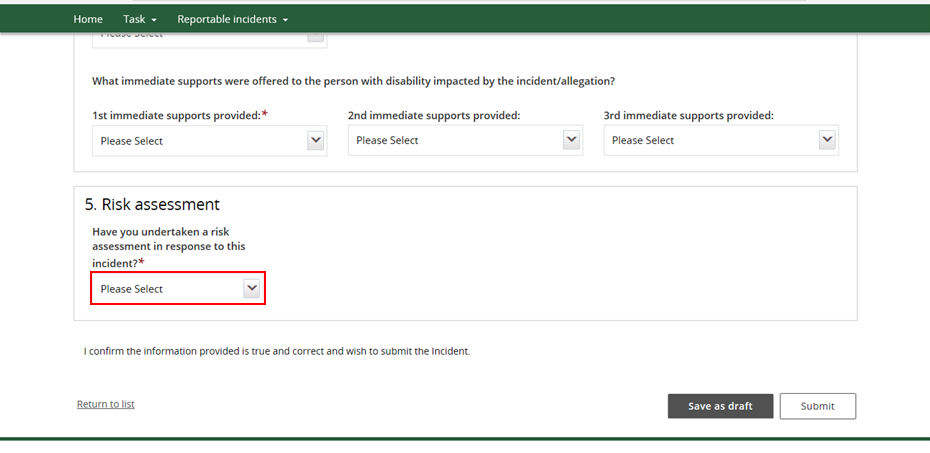 Home Task Reportable incidents
Please Select
What immediate supports were offered to the person with disability impacted by the incident/allegation?
1st immediate supports provided:* 2nd immediate supports provided: 3rd immediate supports provided:
Please Select Please Select Please Select
5. Risk assessment
Have you undertaken a risk
assessment in response to this
incident?*
Please Select
I confirm the information provided is true and correct and wish to submit the Incident.
Return to list Save as draft Submit